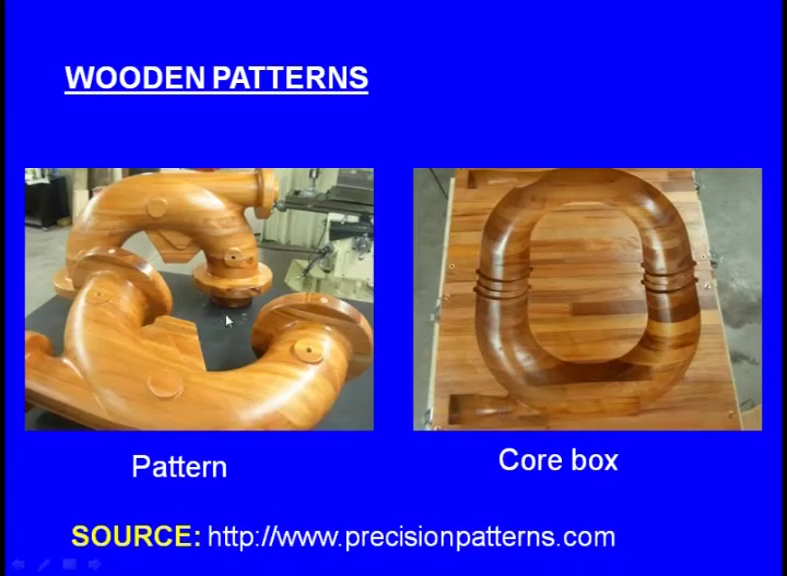 WOODEN PATTERNS
Pattern
Core box
SOURCE: http://www.precisionpatterns.com